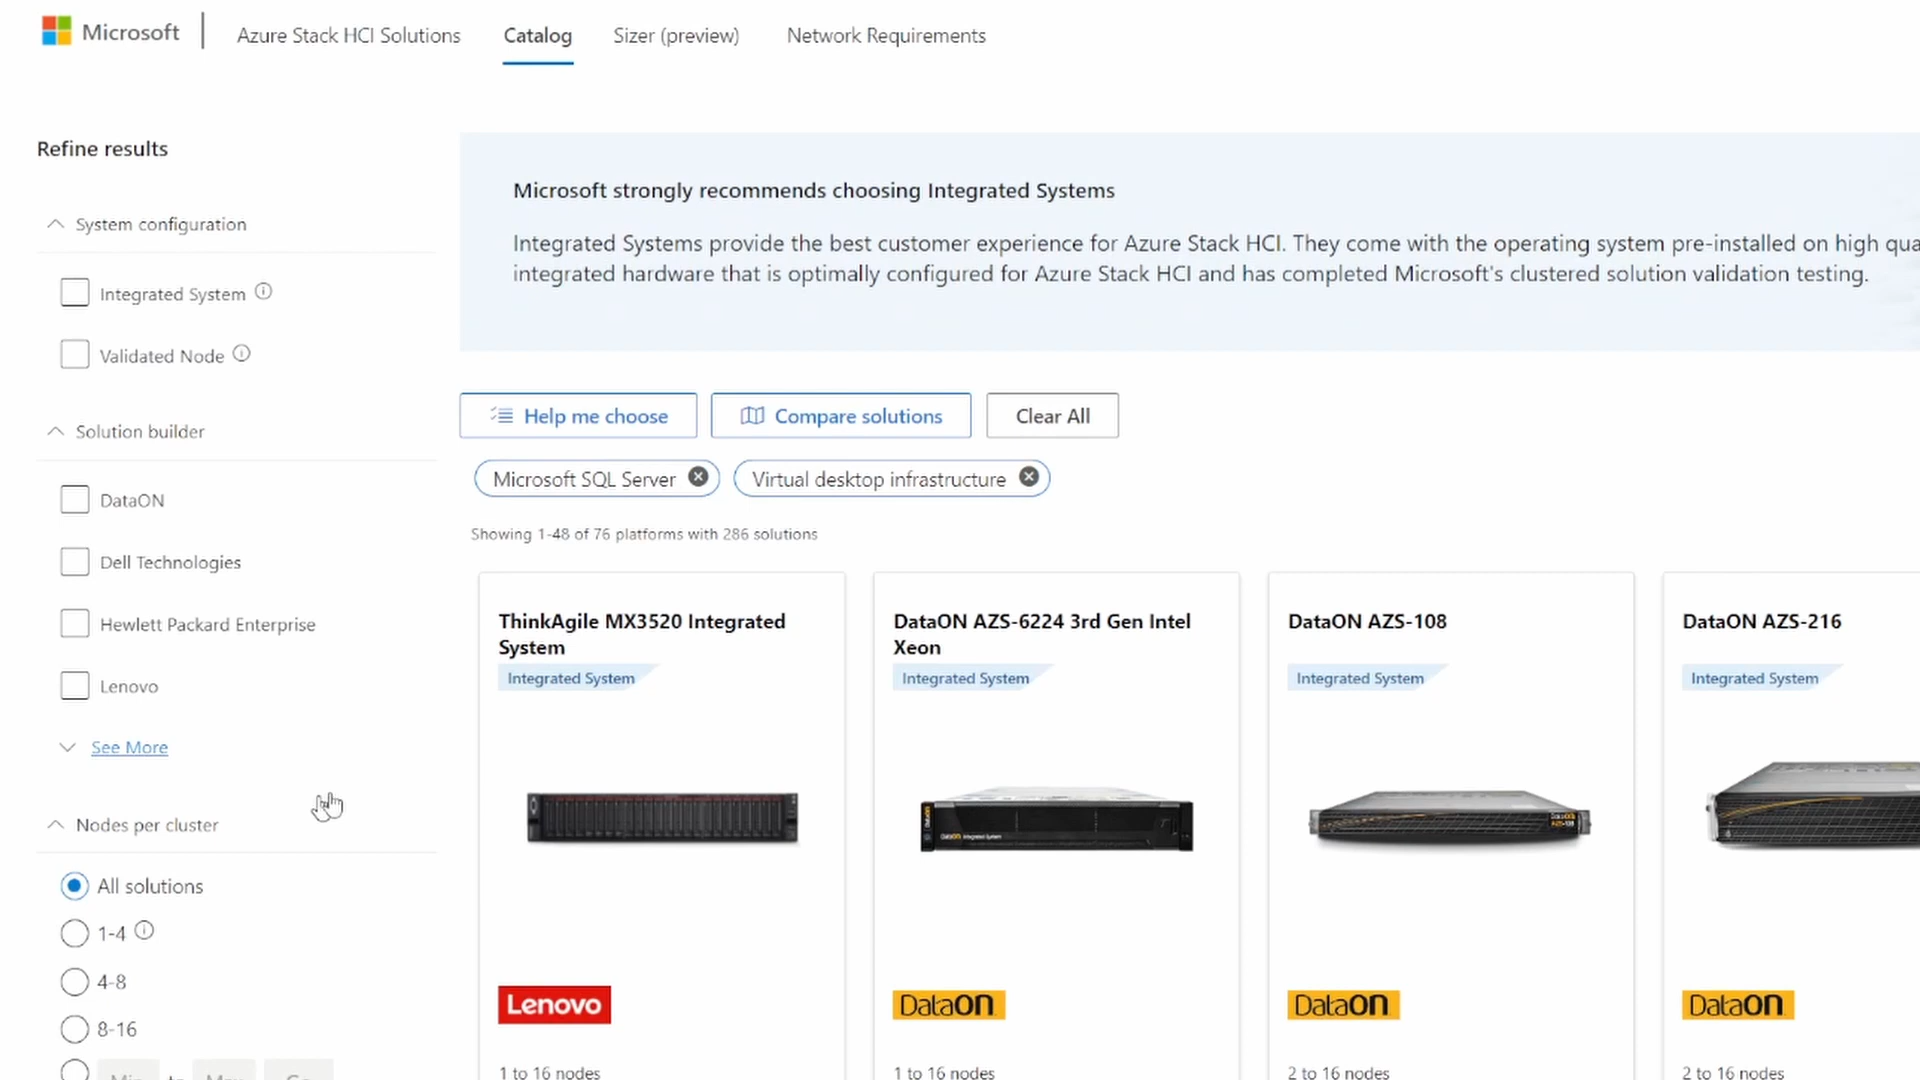 Microsoft
Azure Stack HCI Solutions
Catalog
Sizer (preview)
Network Requirements
Refine results
System configuration
Integrated System
Validated Node
Solution builder
DataON
Dell Technologies
Hewlett Packard Enterprise
Lenovo
See More
Nodes per cluster
All solutions
1-4
4-8
8-16
Microsoft strongly recommends choosing Integrated Systems
Integrated Systems provide the best customer experience for Azure Stack HCI. They come with the operating system pre-installed on high qua
integrated hardware that is optimally configured for Azure Stack HCI and has completed Microsoft's clustered solution validation testing.
Help me choose
Compare solutions
Clear All
Microsoft SQL Server
Virtual desktop infrastructure
Showing 1-48 of 76 platforms with 286 solutions
ThinkAgile MX3520 Integrated
System
Integrated System
Lenovo
1 to 16 nodes
DataON AZS-6224 3rd Gen Intel
Xeon
Integrated System
DataON
1 to 16 nodes
DataON AZS-108
Integrated System
DataON
2 to 16 nodes
DataON AZS-216
Integrated System
DataON
2 to 16 nodes